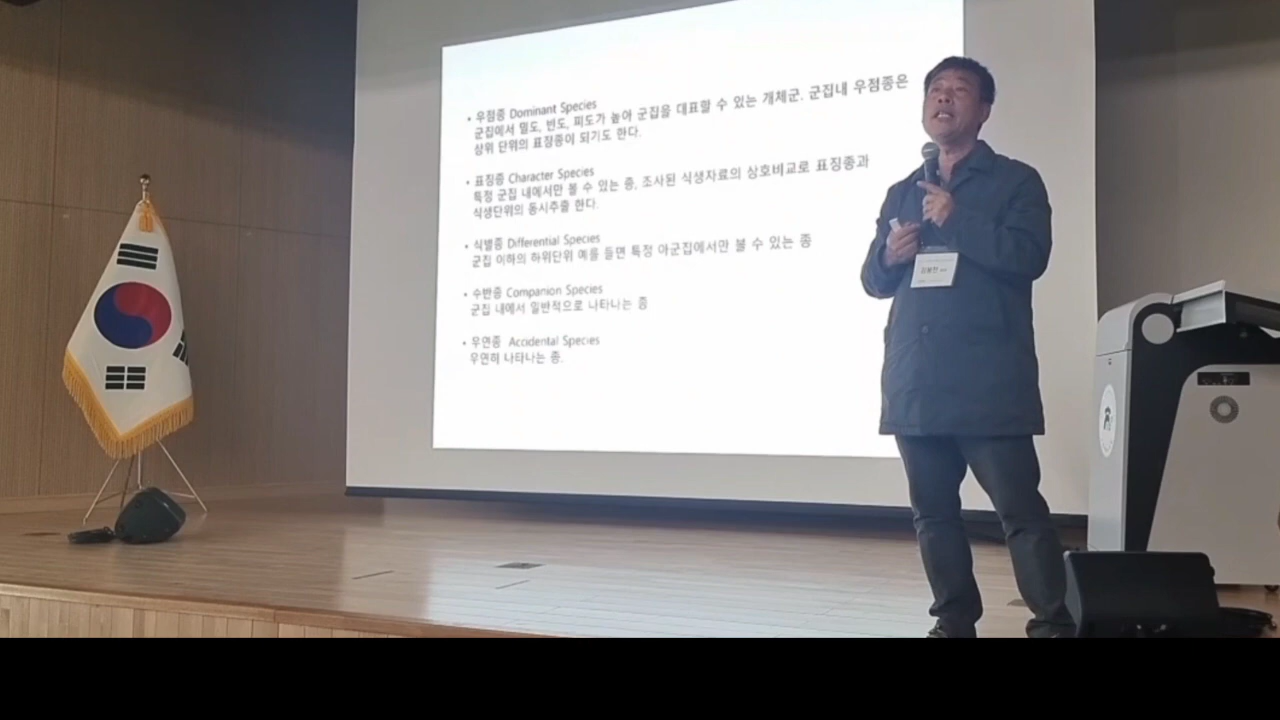 • 우점종 Dominant Species
군집에서 밀도, 빈도, 피도가 높아 군집을 대표할 수 있는 개체군. 군집내 우점종은
상위 단위의 표징종이 되기도 한다.
• 표징종 Character Species
특정 군집 내에서만 볼 수 있는 종, 조사된 식생자료의 상호비교로 표징종과
식생단위의 동시추출 한다.
• 식별종 Differential Species
군집 이하의 하위단위 예를 들면 특정 아군집에서만 볼 수 있는 종
• 수반종 Companion Species
군집 내에서 일반적으로 나타나는 종
• 우연종 Accidental Species
우연히 나타나는 종.